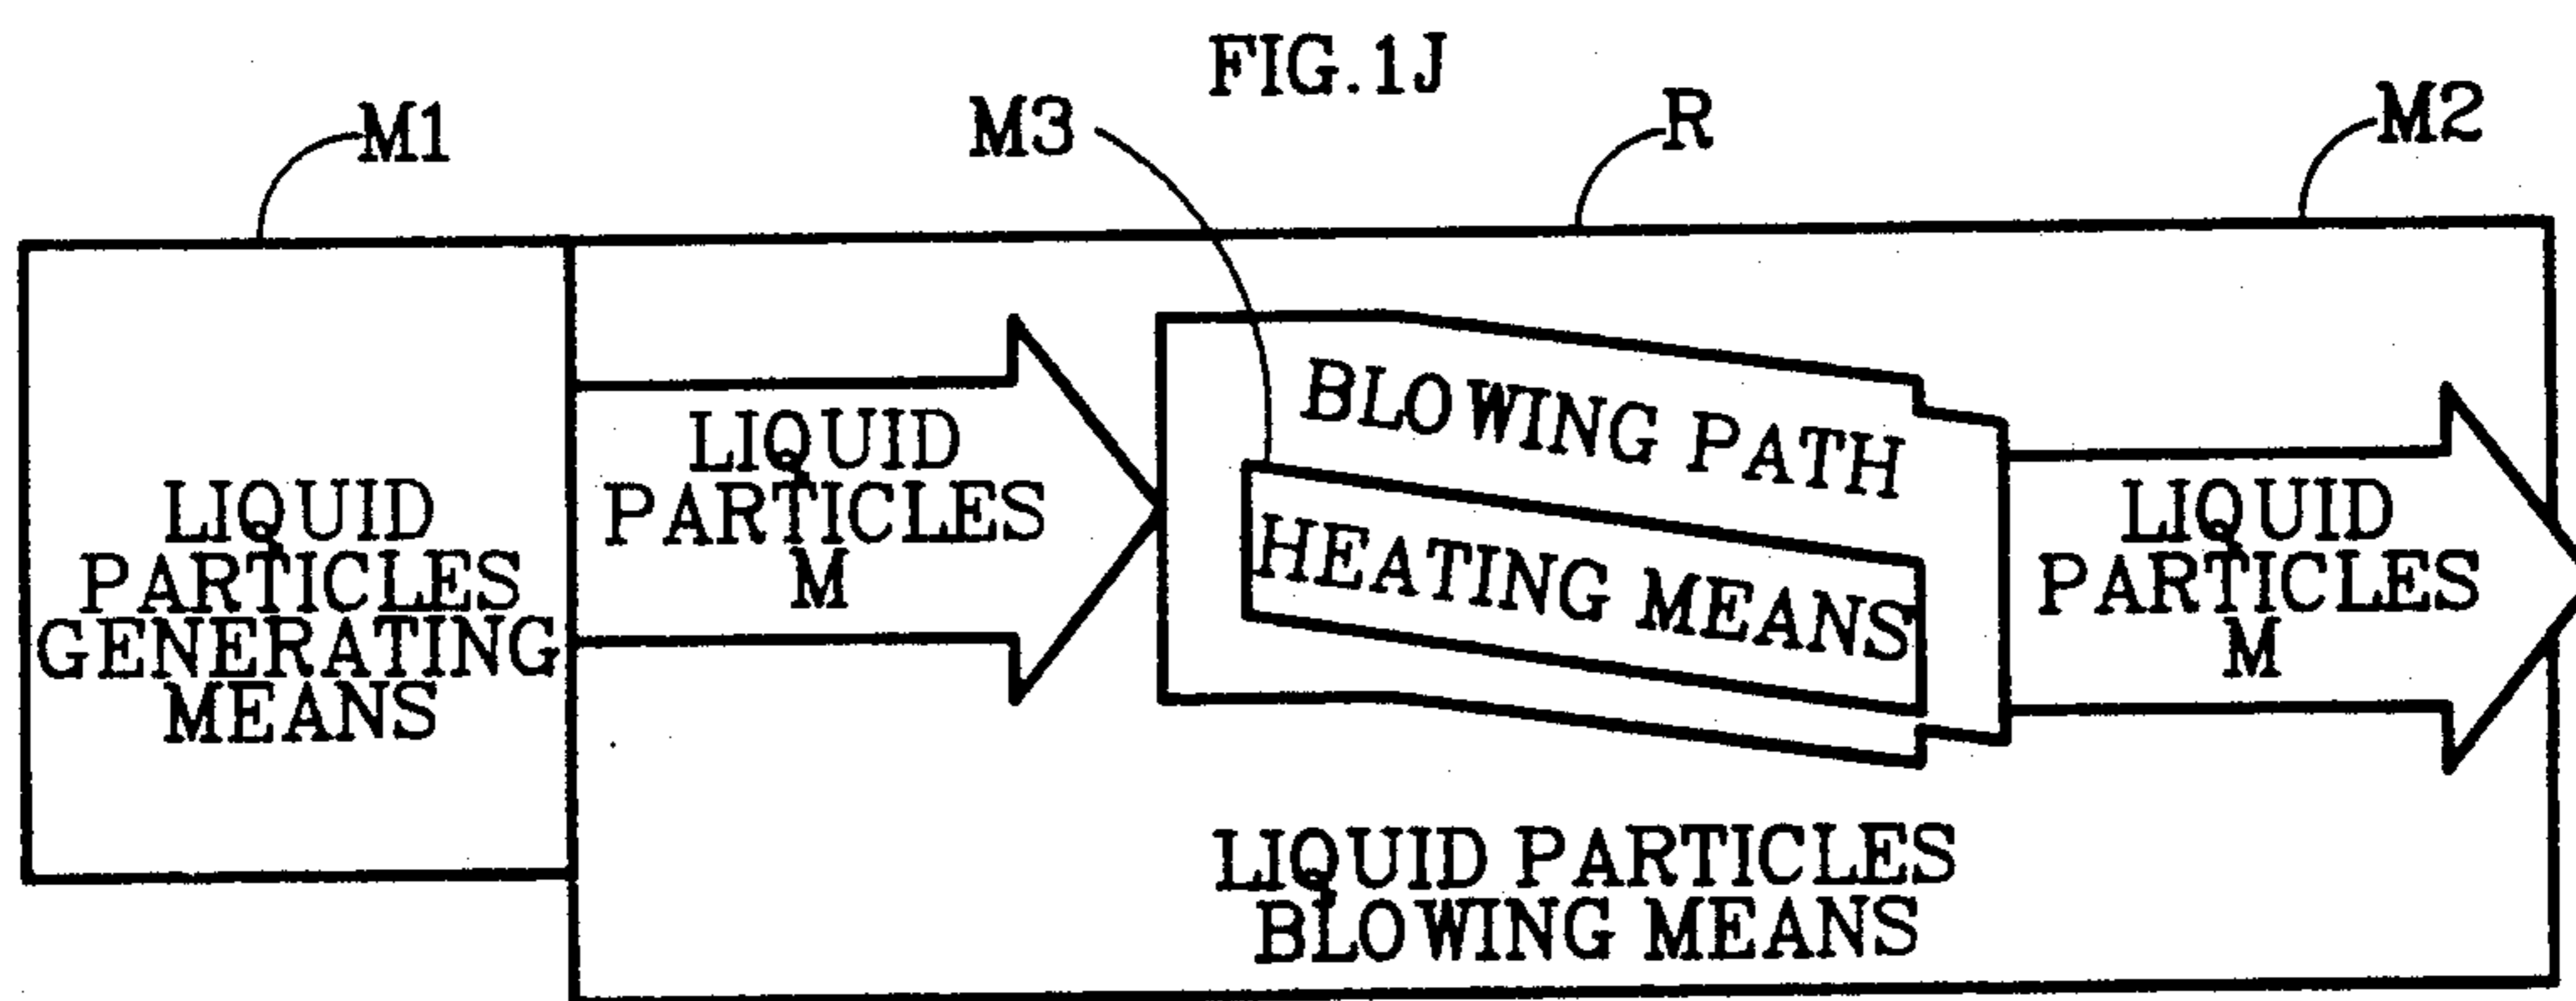 FIG.1J
M1
M3
R
M2
LIQUID
PARTICLES
GENERATING
MEANS
LIQUID
PARTICLES
M
BLOWING PATH
HEATING MEANS
LIQUID
PARTICLES
M
LIQUID PARTICLES
BLOWING MEANS